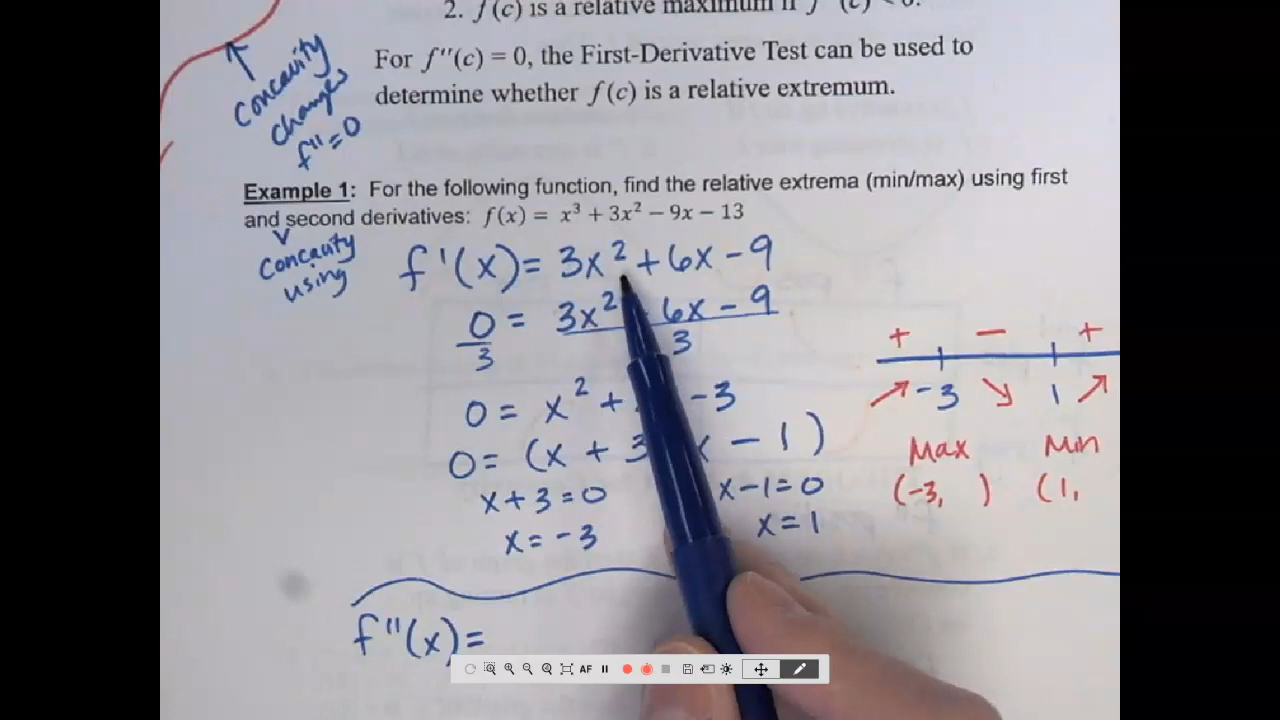 2. f(c) is a relative maximum if f''(c) < 0.
For f''(c) = 0, the First-Derivative Test can be used to
determine whether f(c) is a relative extremum.
Concavity
changes
f'' = 0
Example 1: For the following function, find the relative extrema (min/max) using first
and second derivatives: f(x) = x³ + 3x² − 9x − 13
Concavity
using
f'(x) = 3x² + 6x − 9
0 = 3x² 6x − 9
3 3
0 = x² + − 3
0 = (x + 3 x − 1)
x + 3 = 0 x − 1 = 0
x = −3 x = 1
+ − +
−3 1
Max Min
(−3, ) (1,
f''(x) =
AF